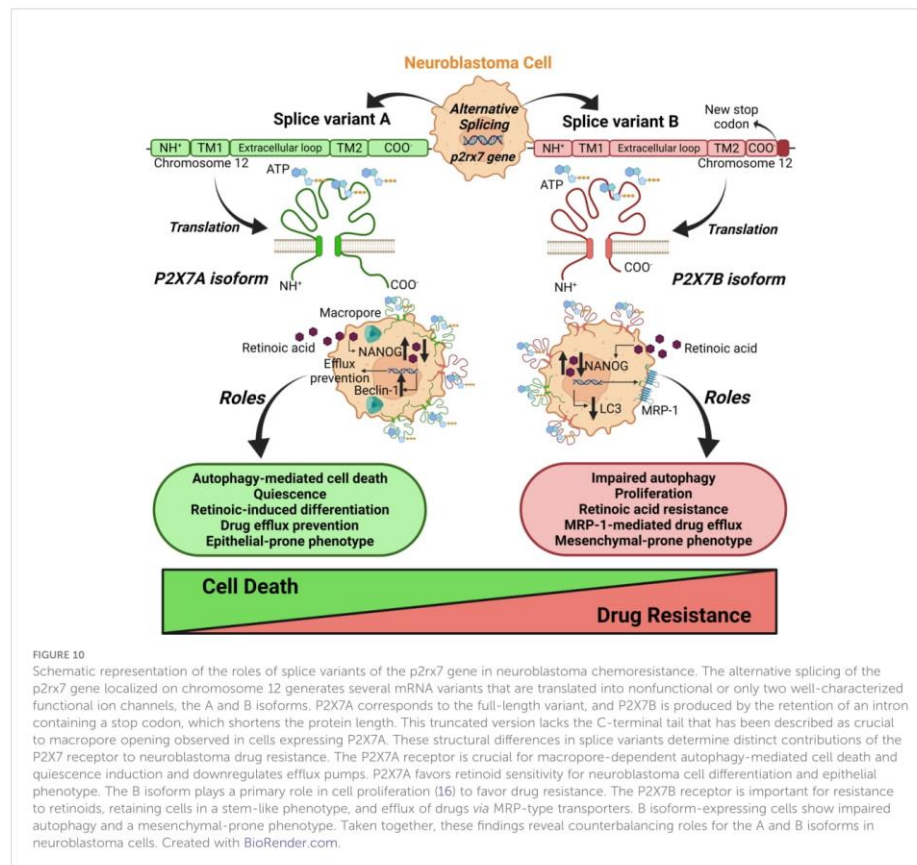 Neuroblastoma Cell
Alternative
Splicing
p2rx7 gene
Splice variant A
NH⁺ TM1 Extracellular loop TM2 COO⁻
Chromosome 12
ATP
Translation
P2X7A isoform
NH⁺
COO⁻
Splice variant B
New stop
codon
NH⁺ TM1 Extracellular loop TM2 COO⁻
Chromosome 12
ATP
Translation
P2X7B isoform
COO⁻
NH⁺
Macropore
Retinoic acid
NANOG
Efflux
prevention
Beclin-1
Roles
Retinoic acid
NANOG
LC3
MRP-1
Roles
Autophagy-mediated cell death
Quiescence
Retinoic-induced differentiation
Drug efflux prevention
Epithelial-prone phenotype
Impaired autophagy
Proliferation
Retinoic acid resistance
MRP-1-mediated drug efflux
Mesenchymal-prone phenotype
Cell Death
Drug Resistance
FIGURE 10
Schematic representation of the roles of splice variants of the p2rx7 gene in neuroblastoma chemoresistance. The alternative splicing of the
p2rx7 gene localized on chromosome 12 generates several mRNA variants that are translated into nonfunctional or only two well-characterized
functional ion channels, the A and B isoforms. P2X7A corresponds to the full-length variant, and P2X7B is produced by the retention of an intron
containing a stop codon, which shortens the protein length. This truncated version lacks the C-terminal tail that has been described as crucial
to macropore opening observed in cells expressing P2X7A. These structural differences in splice variants determine distinct contributions of the
P2X7 receptor to neuroblastoma drug resistance. The P2X7A receptor is crucial for macropore-dependent autophagy-mediated cell death and
quiescence induction and downregulates efflux pumps. P2X7A favors retinoid sensitivity for neuroblastoma cell differentiation and epithelial
phenotype. The B isoform plays a primary role in cell proliferation (16) to favor drug resistance. The P2X7B receptor is important for resistance
to retinoids, retaining cells in a stem-like phenotype, and efflux of drugs via MRP-type transporters. B isoform-expressing cells show impaired
autophagy and a mesenchymal-prone phenotype. Taken together, these findings reveal counterbalancing roles for the A and B isoforms in
neuroblastoma cells. Created with BioRender.com.